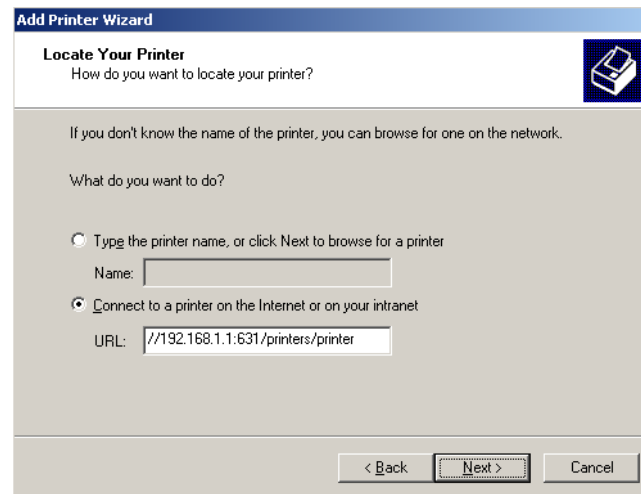 Add Printer Wizard
Locate Your Printer
How do you want to locate your printer?
If you don't know the name of the printer, you can browse for one on the network.
What do you want to do?
Type the printer name, or click Next to browse for a printer
Name:
Connect to a printer on the Internet or on your intranet
URL: //192.168.1.1:631/printers/printer
< Back Next > Cancel